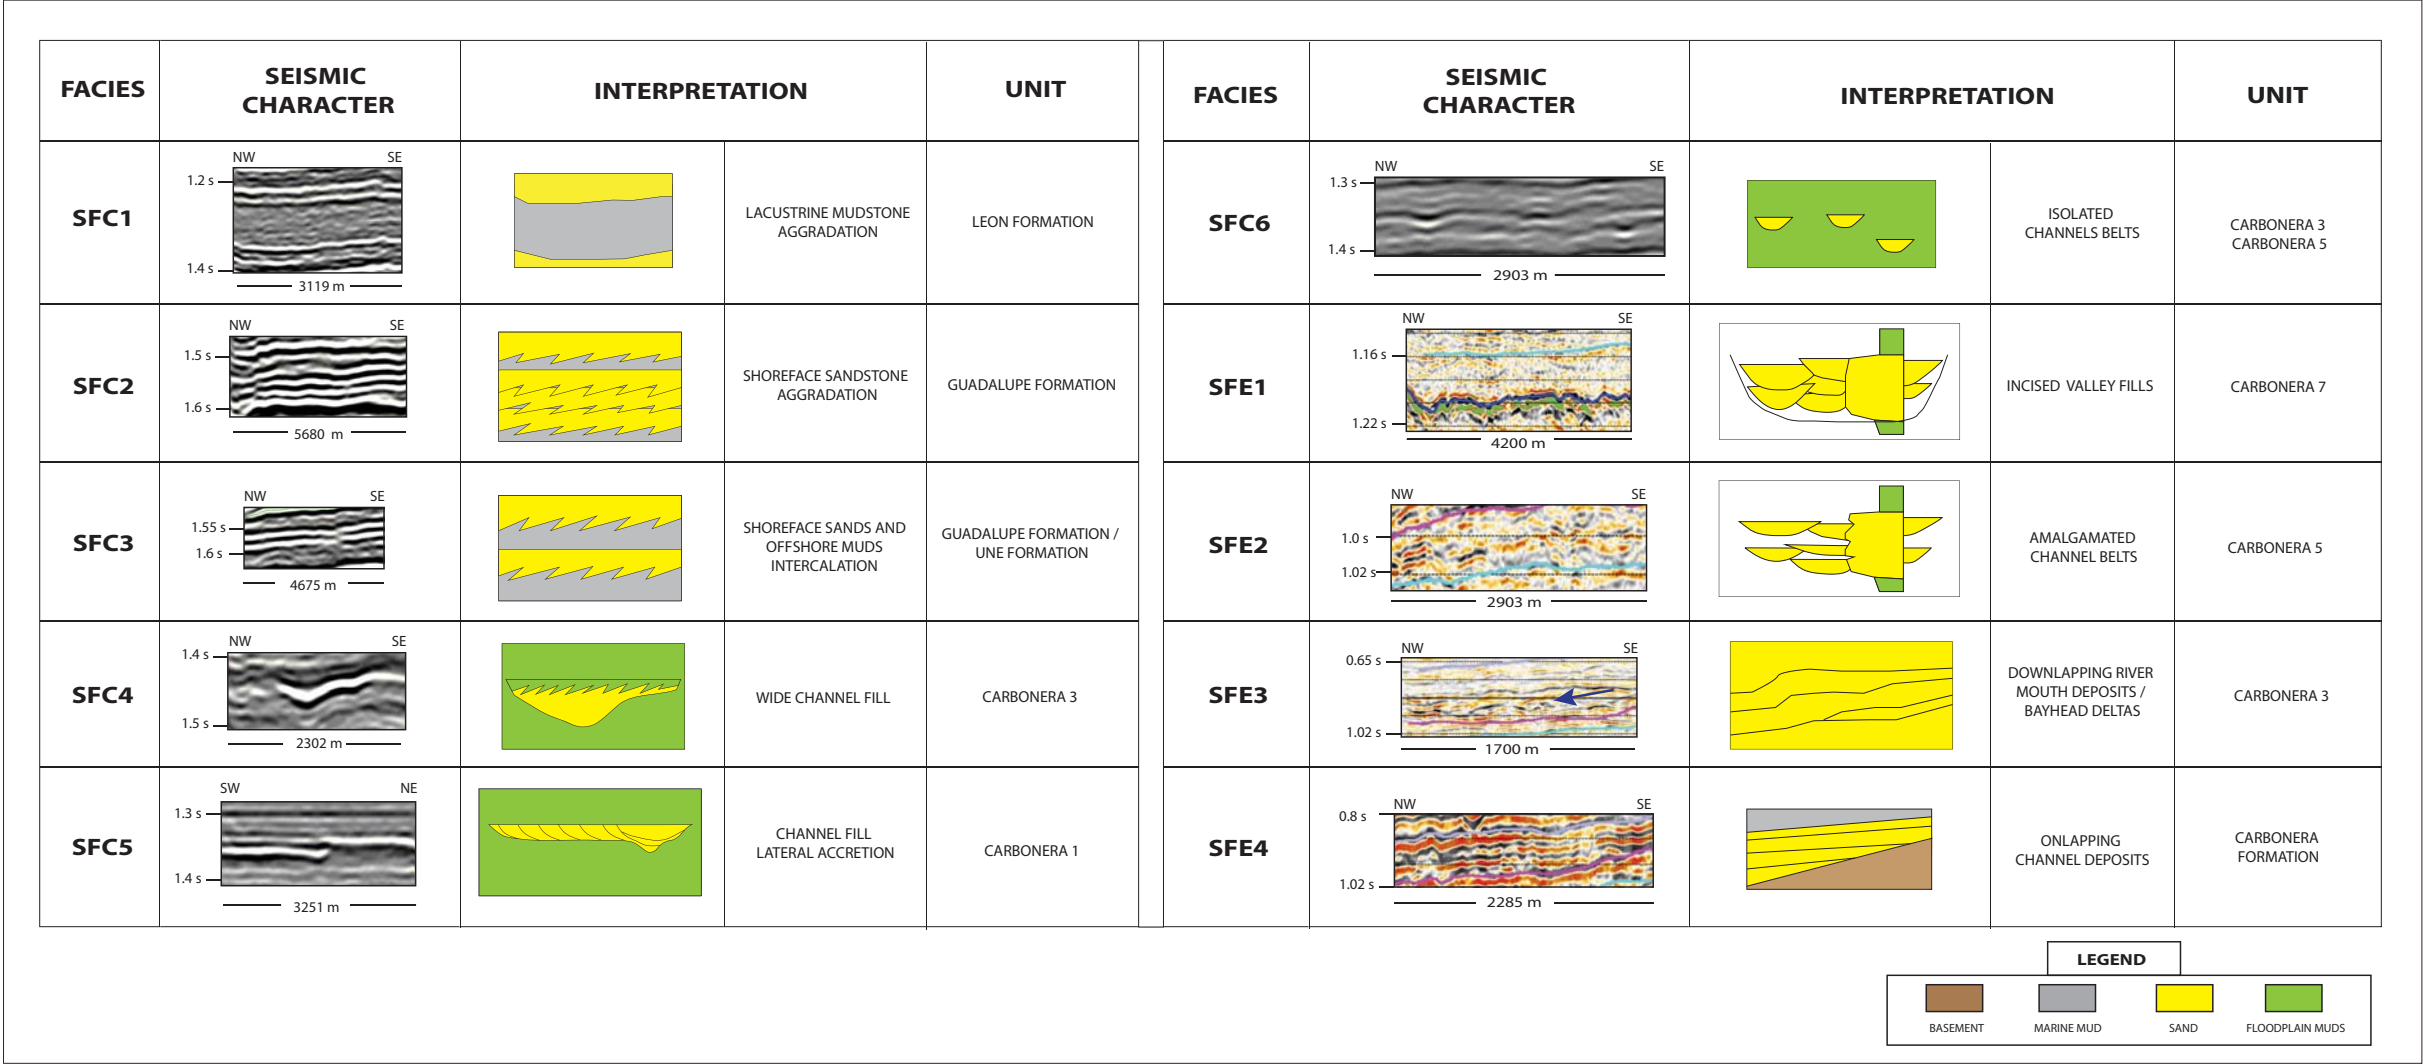 FACIES
SEISMIC
CHARACTER
INTERPRETATION
UNIT
SFC1
NW SE
1.2 s
1.4 s
3119 m
LACUSTRINE MUDSTONE
AGGRADATION
LEON FORMATION
SFC2
NW SE
1.5 s
1.6 s
5680 m
SHOREFACE SANDSTONE
AGGRADATION
GUADALUPE FORMATION
SFC3
NW SE
1.55 s
1.6 s
4675 m
SHOREFACE SANDS AND
OFFSHORE MUDS
INTERCALATION
GUADALUPE FORMATION /
UNE FORMATION
SFC4
NW SE
1.4 s
1.5 s
2302 m
WIDE CHANNEL FILL
CARBONERA 3
SFC5
SW NE
1.3 s
1.4 s
3251 m
CHANNEL FILL
LATERAL ACCRETION
CARBONERA 1
FACIES
SEISMIC
CHARACTER
INTERPRETATION
UNIT
SFC6
NW SE
1.3 s
1.4 s
2903 m
ISOLATED
CHANNELS BELTS
CARBONERA 3
CARBONERA 5
SFE1
NW SE
1.16 s
1.22 s
4200 m
INCISED VALLEY FILLS
CARBONERA 7
SFE2
NW SE
1.0 s
1.02 s
2903 m
AMALGAMATED
CHANNEL BELTS
CARBONERA 5
SFE3
NW SE
0.65 s
1.02 s
1700 m
DOWNLAPPING RIVER
MOUTH DEPOSITS /
BAYHEAD DELTAS
CARBONERA 3
SFE4
NW SE
0.8 s
1.02 s
2285 m
ONLAPPING
CHANNEL DEPOSITS
CARBONERA
FORMATION
LEGEND
BASEMENT
MARINE MUD
SAND
FLOODPLAIN MUDS